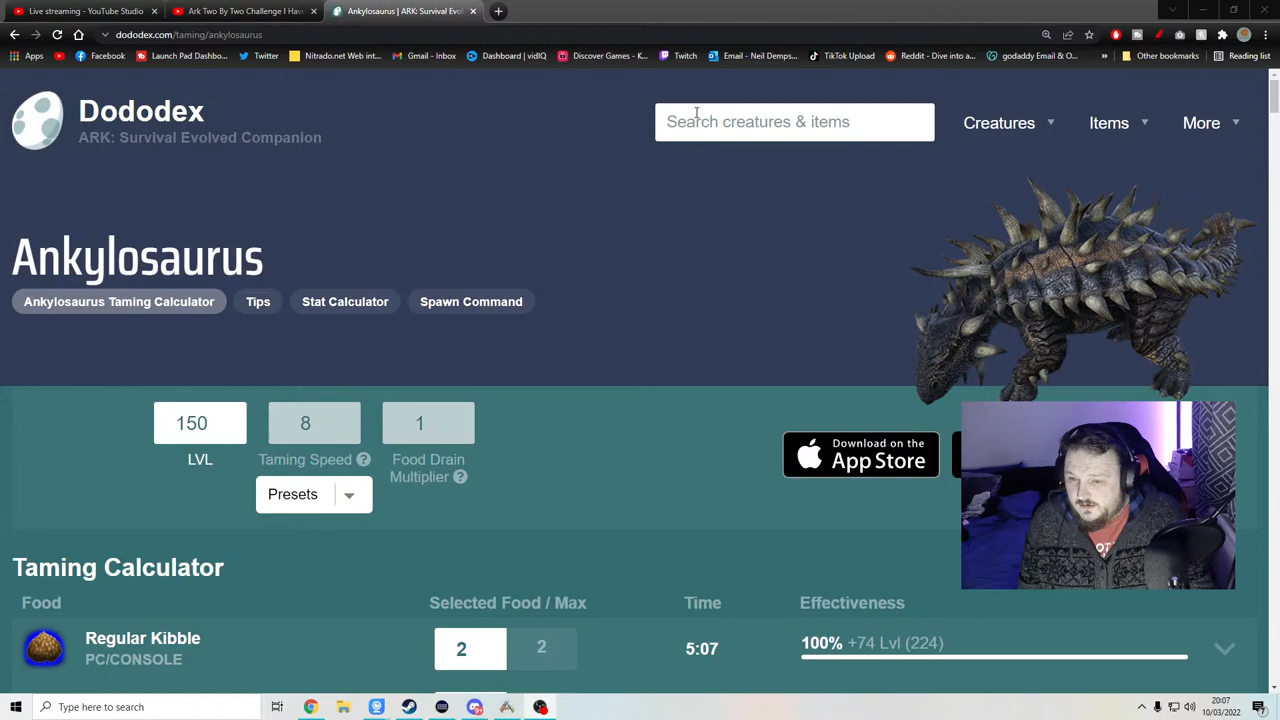 Live streaming - YouTube Studio
Ark Two By Two Challenge I Hav
Ankylosaurus | ARK: Survival Evol
dododex.com/taming/ankylosaurus
Apps
Facebook
Launch Pad Dashbo...
Twitter
Nitrado.net Web int...
Gmail - Inbox
Dashboard | vidIQ
Discover Games - K...
Twitch
Email - Neil Demps...
TikTok Upload
Reddit - Dive into a...
godaddy Email & O...
Other bookmarks
Reading list
Dododex
ARK: Survival Evolved Companion
Search creatures & items
Creatures
Items
More
Ankylosaurus
Ankylosaurus Taming Calculator
Tips
Stat Calculator
Spawn Command
150
8
1
LVL
Taming Speed ?
Food Drain
Multiplier ?
Presets
Download on the
App Store
Taming Calculator
Food
Selected Food / Max
Time
Effectiveness
Regular Kibble
PC/CONSOLE
2
2
5:07
100% +74 Lvl (224)
Type here to search
20:07
10/03/2022